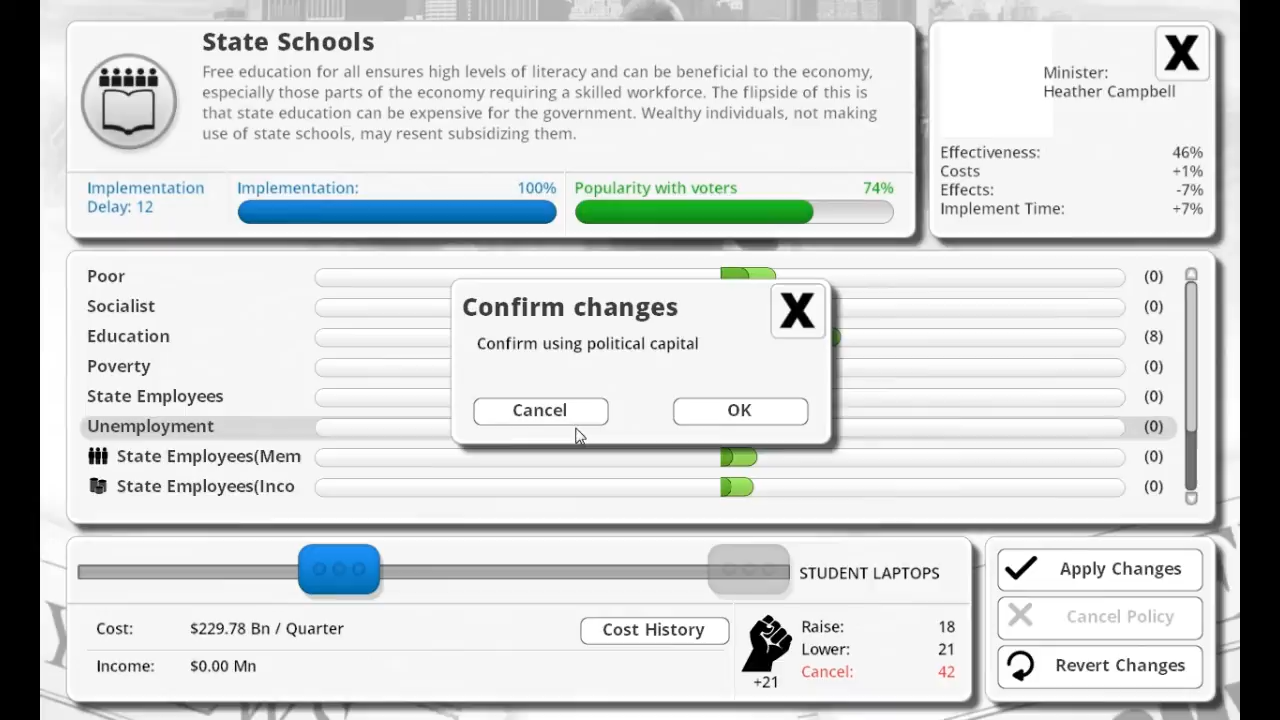 State Schools
Free education for all ensures high levels of literacy and can be beneficial to the economy,
especially those parts of the economy requiring a skilled workforce. The flipside of this is
that state education can be expensive for the government. Wealthy individuals, not making
use of state schools, may resent subsidizing them.
Implementation
Delay: 12
Implementation: 100%
Popularity with voters 74%
X
Minister:
Heather Campbell
Effectiveness: 46%
Costs +1%
Effects: -7%
Implement Time: +7%
Poor (0)
Socialist (0)
Education (8)
Poverty (0)
State Employees (0)
Unemployment (0)
State Employees(Mem (0)
State Employees(Inco (0)
Confirm changes
X
Confirm using political capital
Cancel
OK
STUDENT LAPTOPS
Cost: $229.78 Bn / Quarter
Income: $0.00 Mn
Cost History
+21
Raise: 18
Lower: 21
Cancel: 42
Apply Changes
Cancel Policy
Revert Changes